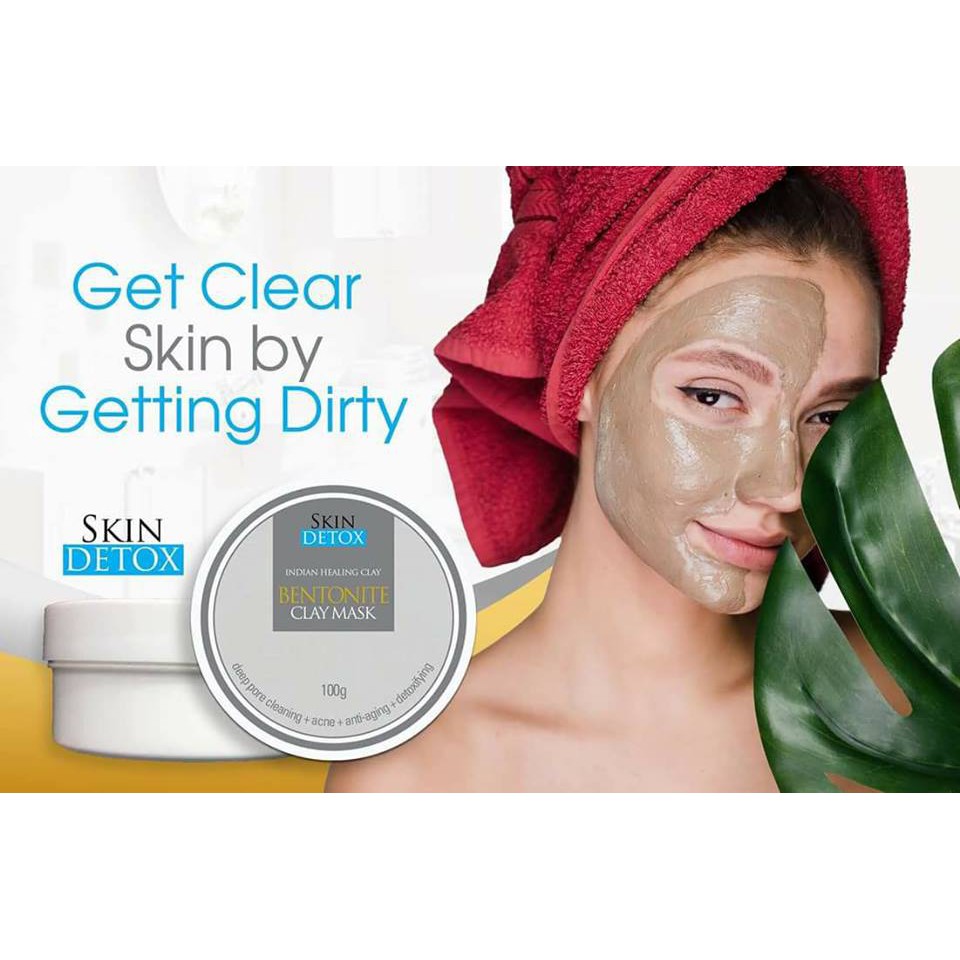 Get Clear
Skin by
Getting Dirty
SKIN
DETOX
SKIN
DETOX
INDIAN HEALING CLAY
BENTONITE
CLAY MASK
100g
deep pore cleaning + acne + anti-aging + detoxifying